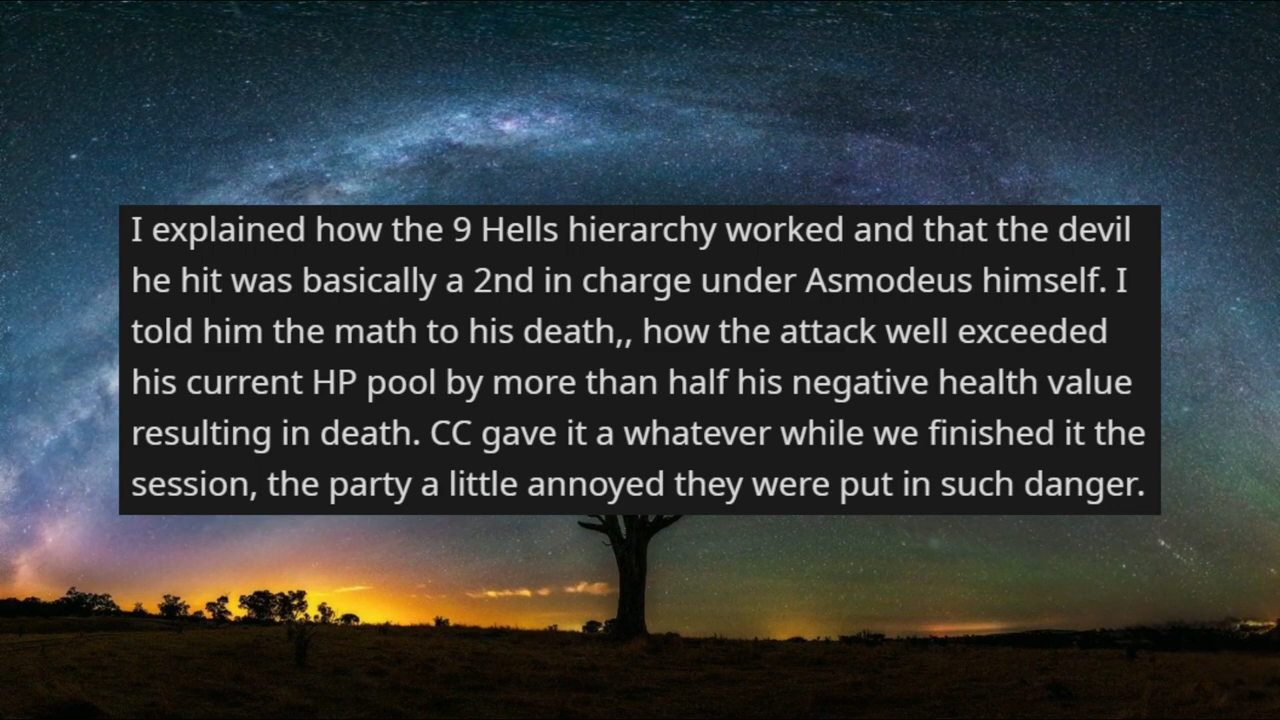 I explained how the 9 Hells hierarchy worked and that the devil
he hit was basically a 2nd in charge under Asmodeus himself. I
told him the math to his death,, how the attack well exceeded
his current HP pool by more than half his negative health value
resulting in death. CC gave it a whatever while we finished it the
session, the party a little annoyed they were put in such danger.